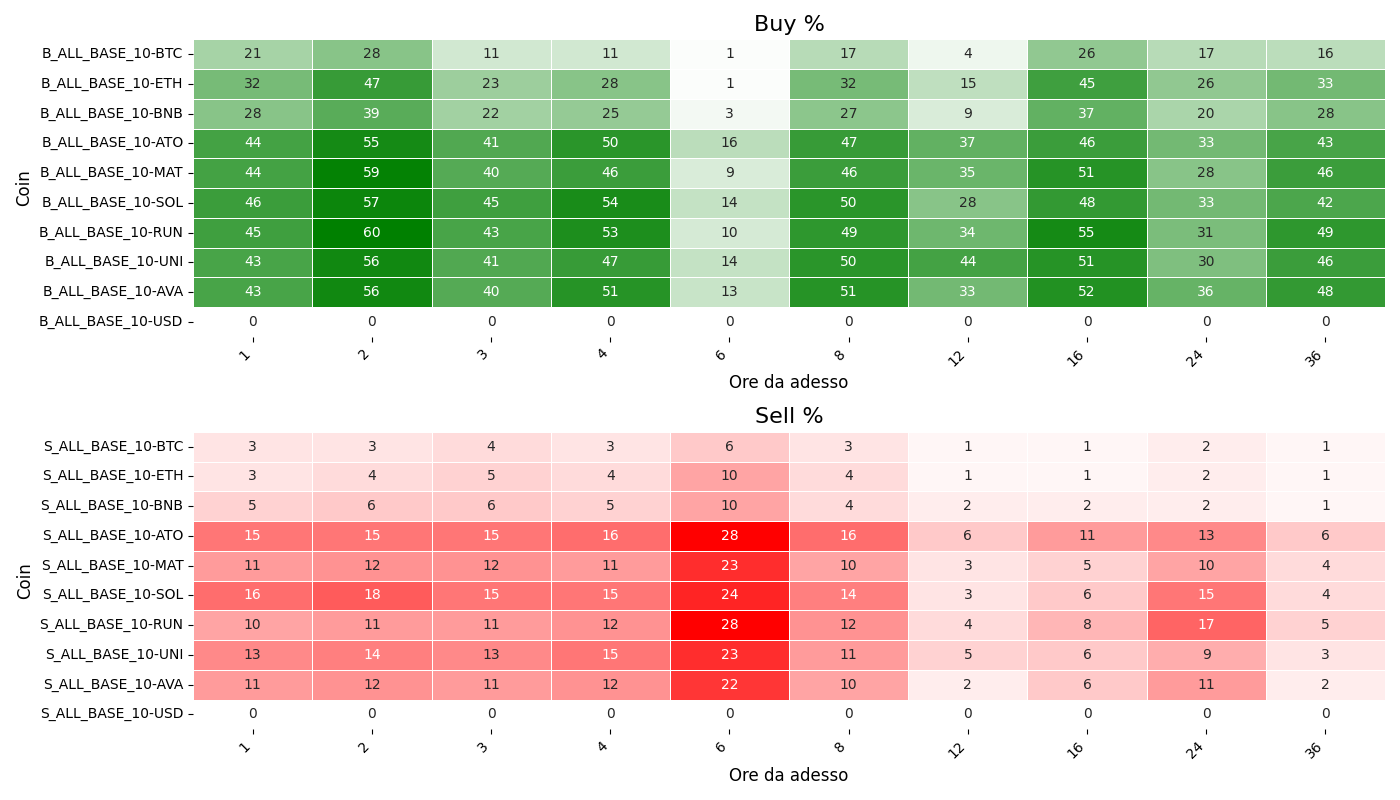 Buy %
Coin
B_ALL_BASE_10-BTC 21 28 11 11 1 17 4 26 17 16
B_ALL_BASE_10-ETH 32 47 23 28 1 32 15 45 26 33
B_ALL_BASE_10-BNB 28 39 22 25 3 27 9 37 20 28
B_ALL_BASE_10-ATO 44 55 41 50 16 47 37 46 33 43
B_ALL_BASE_10-MAT 44 59 40 46 9 46 35 51 28 46
B_ALL_BASE_10-SOL 46 57 45 54 14 50 28 48 33 42
B_ALL_BASE_10-RUN 45 60 43 53 10 49 34 55 31 49
B_ALL_BASE_10-UNI 43 56 41 47 14 50 44 51 30 46
B_ALL_BASE_10-AVA 43 56 40 51 13 51 33 52 36 48
B_ALL_BASE_10-USD 0 0 0 0 0 0 0 0 0 0
1 2 3 4 6 8 12 16 24 36
Ore da adesso
Sell %
Coin
S_ALL_BASE_10-BTC 3 3 4 3 6 3 1 1 2 1
S_ALL_BASE_10-ETH 3 4 5 4 10 4 1 1 2 1
S_ALL_BASE_10-BNB 5 6 6 5 10 4 2 2 2 1
S_ALL_BASE_10-ATO 15 15 15 16 28 16 6 11 13 6
S_ALL_BASE_10-MAT 11 12 12 11 23 10 3 5 10 4
S_ALL_BASE_10-SOL 16 18 15 15 24 14 3 6 15 4
S_ALL_BASE_10-RUN 10 11 11 12 28 12 4 8 17 5
S_ALL_BASE_10-UNI 13 14 13 15 23 11 5 6 9 3
S_ALL_BASE_10-AVA 11 12 11 12 22 10 2 6 11 2
S_ALL_BASE_10-USD 0 0 0 0 0 0 0 0 0 0
1 2 3 4 6 8 12 16 24 36
Ore da adesso